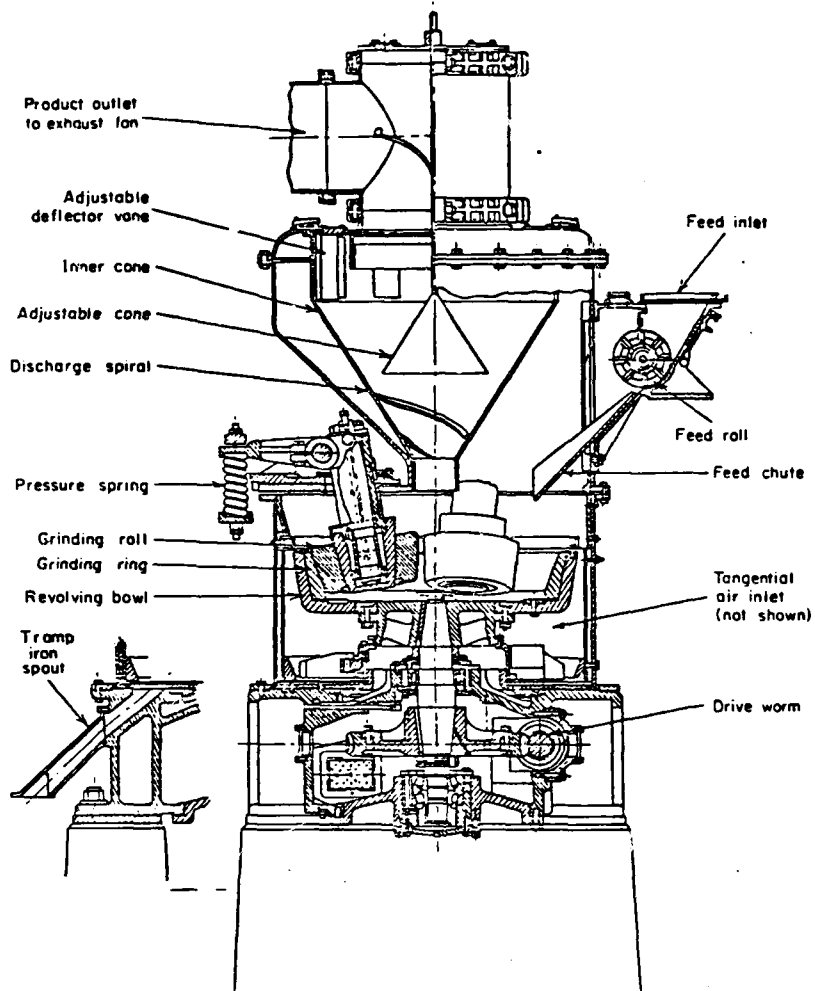 Product outlet
to exhaust fan
Adjustable
deflector vane
Inner cone
Adjustable cone
Discharge spiral
Pressure spring
Grinding roll
Grinding ring
Revolving bowl
Tramp
iron
spout
Feed inlet
Feed roll
Feed chute
Tangential
air inlet
(not shown)
Drive worm